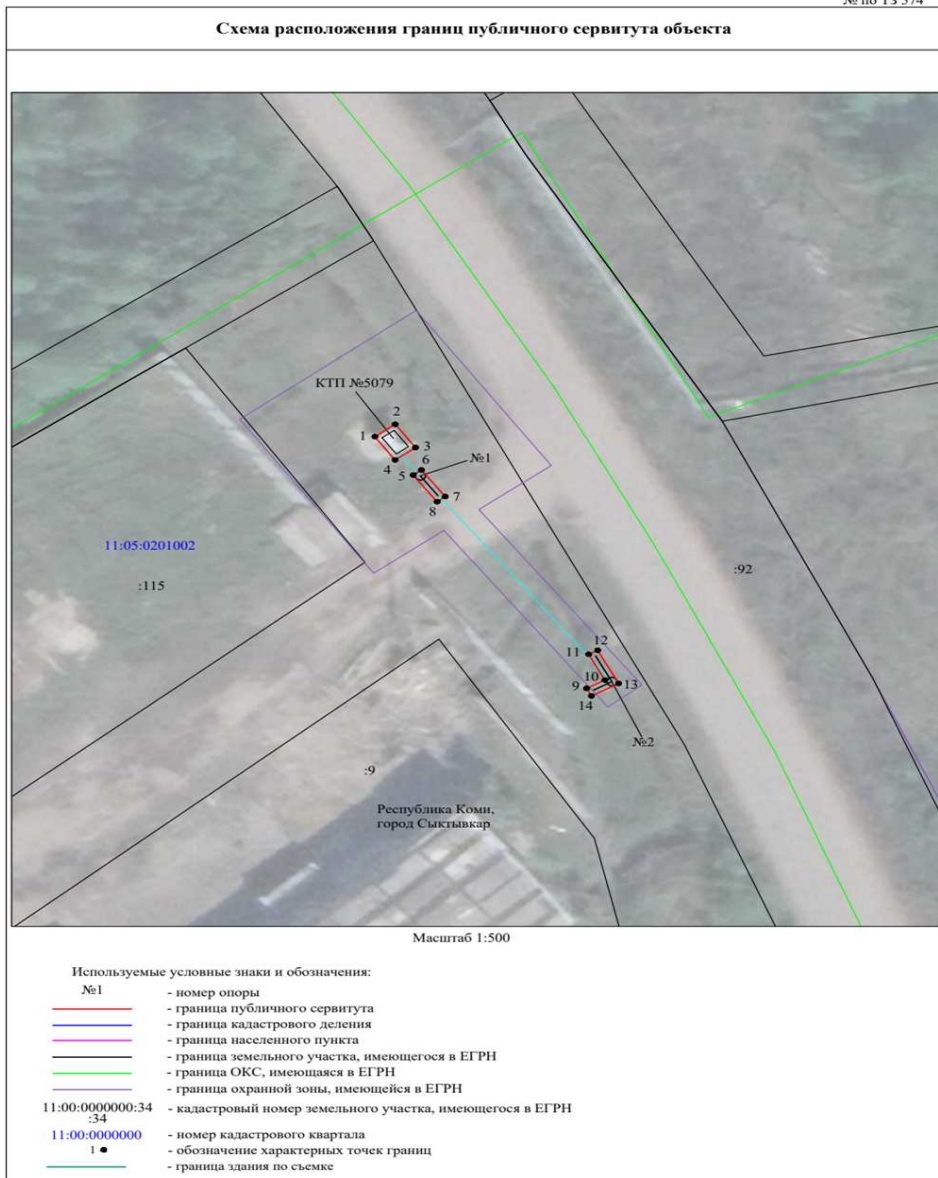 № по ТЗ 574
Схема расположения границ публичного сервитута объекта
КТП №5079
2
1
3
4
6
№1
5
7
8
11:05:0201002
:115
:92
12
11
10
9
13
14
№2
:9
Республика Коми,
город Сыктывкар
Масштаб 1:500
Используемые условные знаки и обозначения:
№1 - номер опоры
- граница публичного сервитута
- граница кадастрового деления
- граница населенного пункта
- граница земельного участка, имеющегося в ЕГРН
- граница ОКС, имеющаяся в ЕГРН
- граница охранной зоны, имеющейся в ЕГРН
11:00:0000000:34 - кадастровый номер земельного участка, имеющегося в ЕГРН
:34
11:00:0000000 - номер кадастрового квартала
1 - обозначение характерных точек границ
- граница здания по съемке